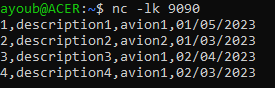 ayoub@ACER:~$ nc -lk 9090
1,description1,avion1,01/05/2023
2,description2,avion2,01/03/2023
3,description3,avion1,02/04/2023
4,description4,avion1,02/03/2023